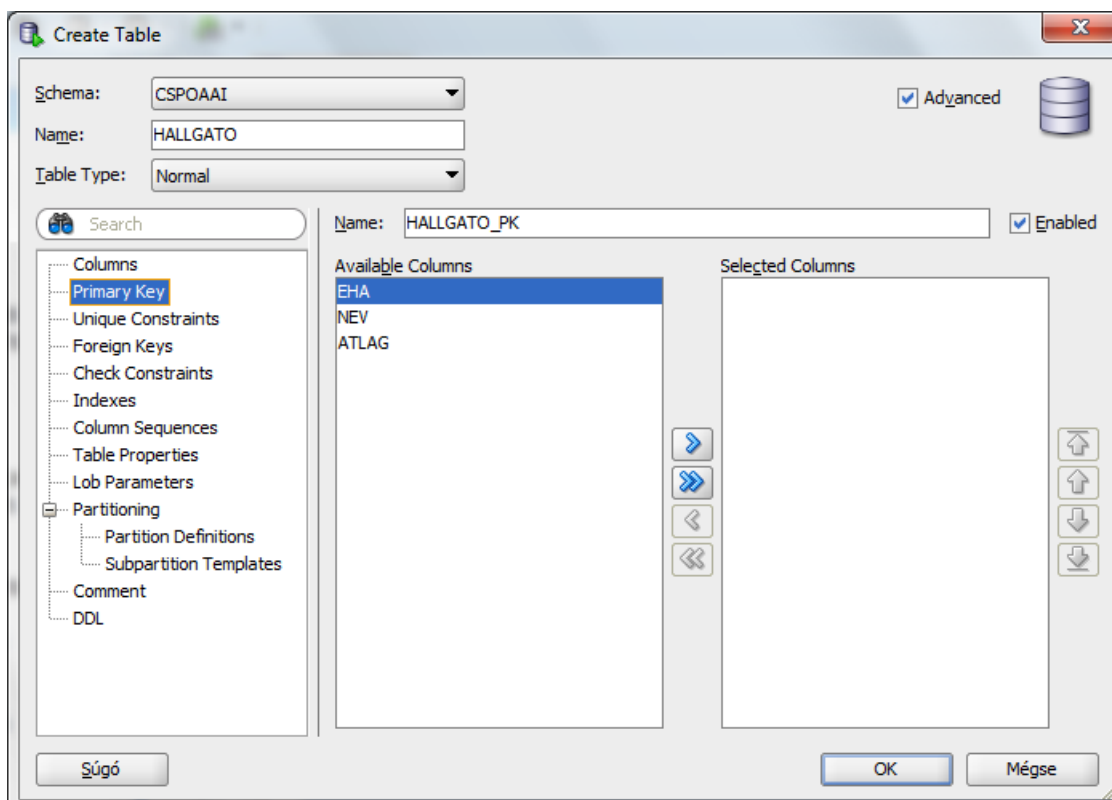 Create Table
Schema: CSPOAAI Advanced
Name: HALLGATO
Table Type: Normal
Search
Name: HALLGATO_PK Enabled
Columns
Primary Key
Unique Constraints
Foreign Keys
Check Constraints
Indexes
Column Sequences
Table Properties
Lob Parameters
Partitioning
Partition Definitions
Subpartition Templates
Comment
DDL
Available Columns
EHA
NEV
ATLAG
Selected Columns
Súgó
OK
Mégse